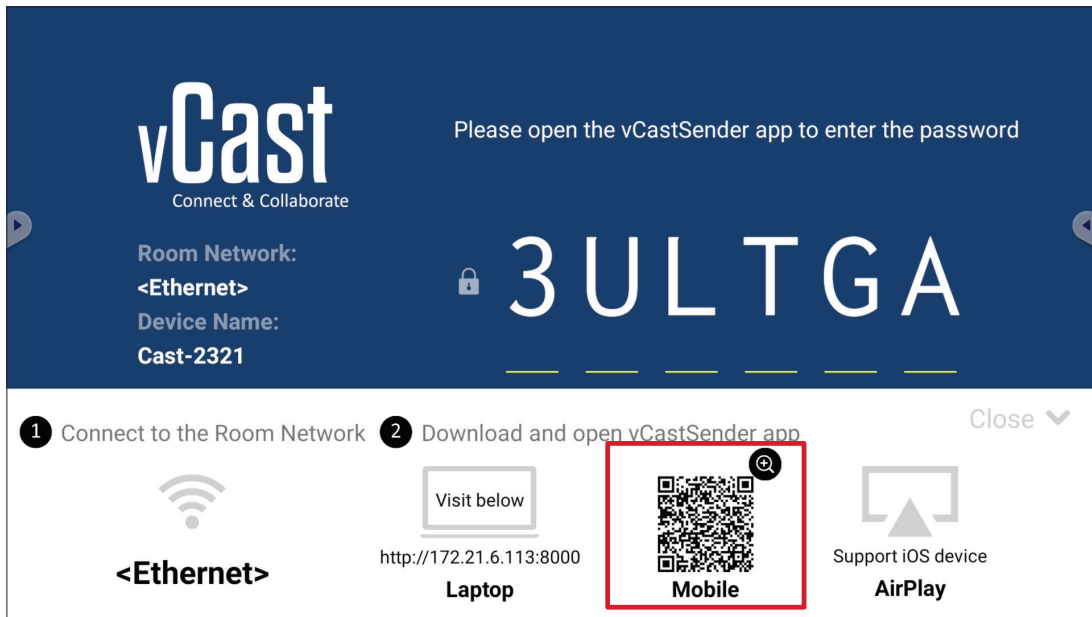 vCast
Connect & Collaborate
Please open the vCastSender app to enter the password
Room Network:
<Ethernet>
Device Name:
Cast-2321
3ULTGA
1 Connect to the Room Network
2 Download and open vCastSender app
Close
<Ethernet>
Visit below
http://172.21.6.113:8000
Laptop
Mobile
Support iOS device
AirPlay